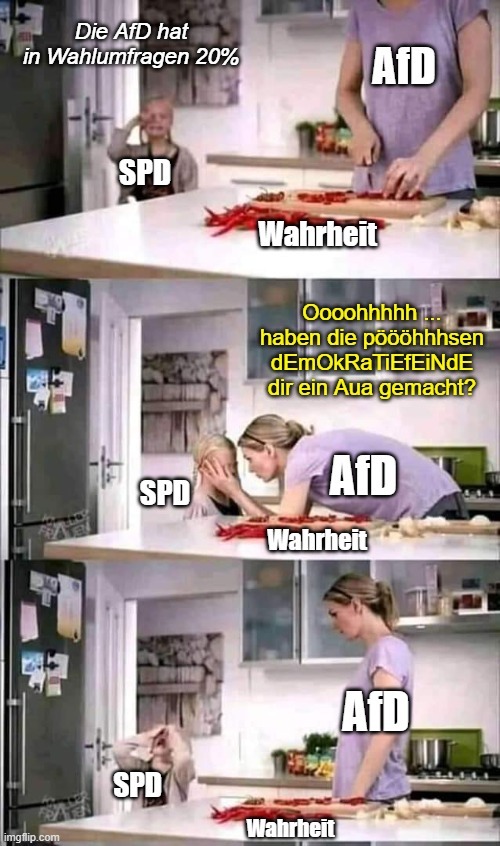 Die AfD hat
in Wahlumfragen 20%
AfD
SPD
Wahrheit
Oooohhhhh ...
haben die pöööhhhsen
dEmOkRaTiEfEiNdE
dir ein Aua gemacht?
AfD
SPD
Wahrheit
AfD
SPD
Wahrheit
imgflip.com